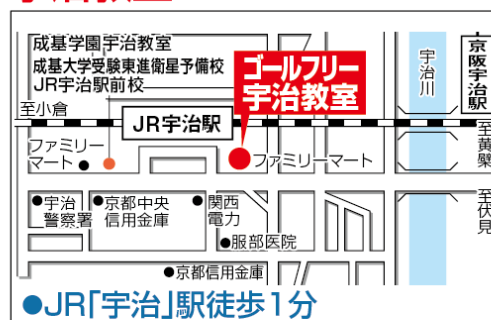 成基学園宇治教室
成基大学受験東進衛星予備校
JR宇治駅前校
ゴールフリー
宇治教室
宇治川
京阪宇治駅
至小倉
JR宇治駅
至黄檗
ファミリー
マート
ファミリーマート
宇治
警察署
京都中央
信用金庫
関西
電力
至伏見
服部医院
京都信用金庫
●JR「宇治」駅徒歩1分